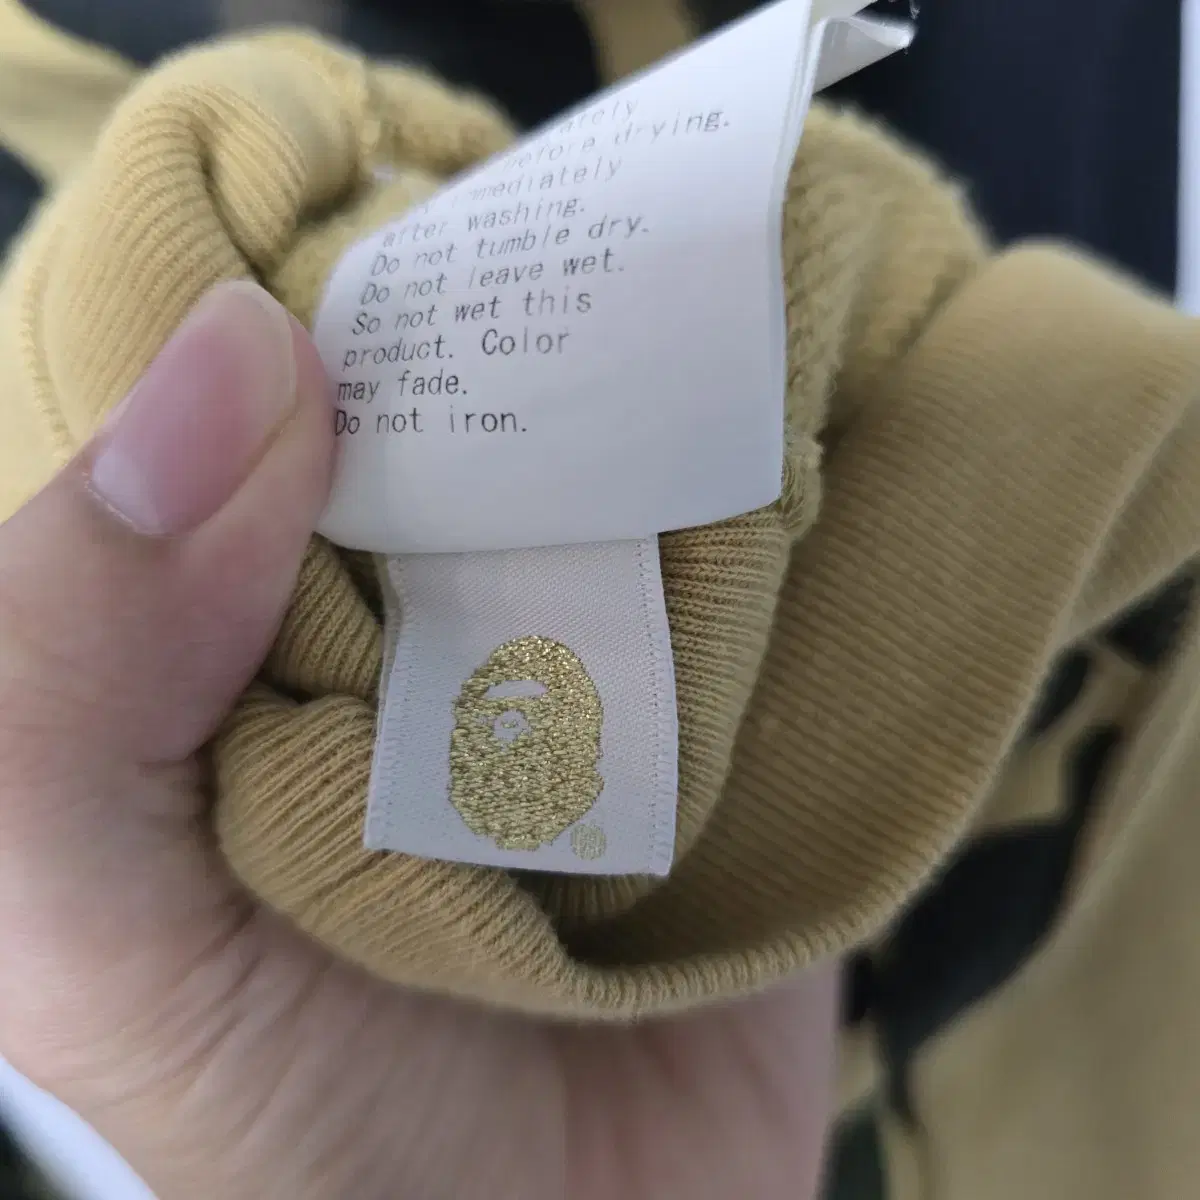 before drying.
immediately
after washing.
Do not tumble dry.
Do not leave wet.
So not wet this
product. Color
may fade.
Do not iron.